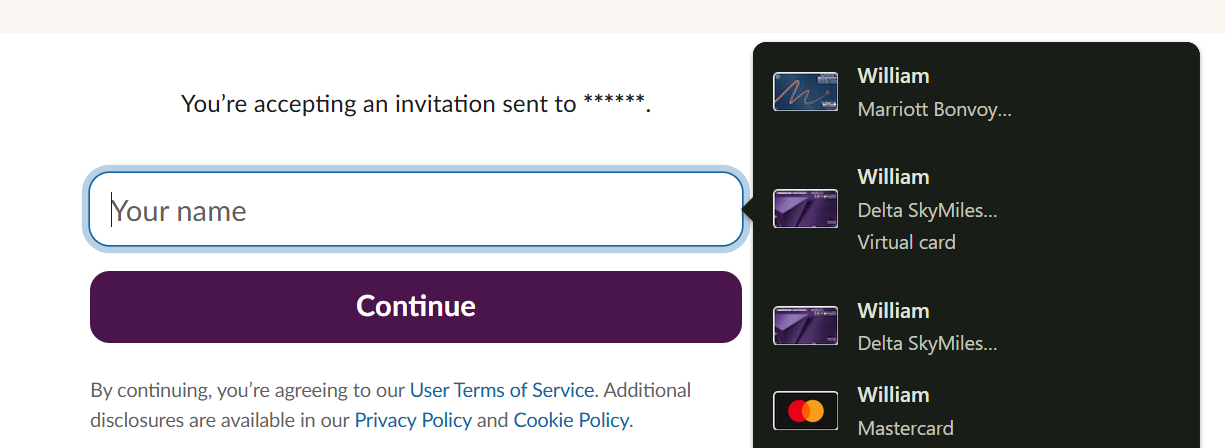 You’re accepting an invitation sent to ******.
Your name
Continue
By continuing, you’re agreeing to our User Terms of Service. Additional
disclosures are available in our Privacy Policy and Cookie Policy.
William
Marriott Bonvoy...
William
Delta SkyMiles...
Virtual card
William
Delta SkyMiles...
William
Mastercard